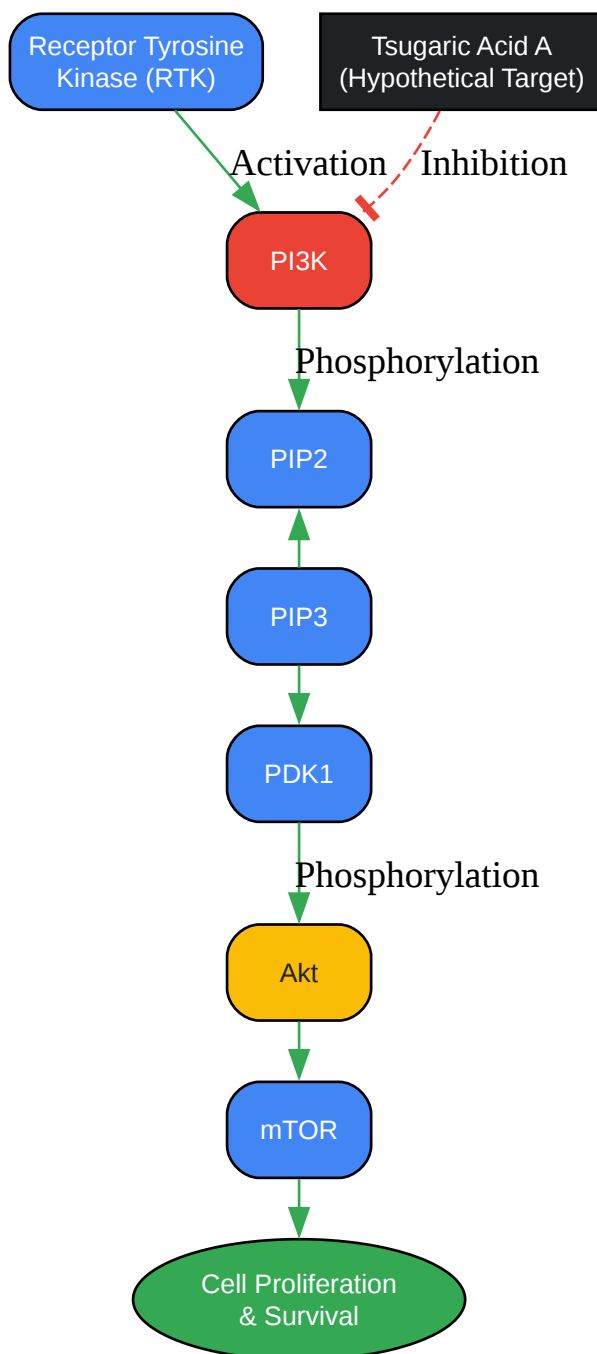 Receptor Tyrosine
Kinase (RTK)
Tsugaric Acid A
(Hypothetical Target)
Activation
Inhibition
PI3K
Phosphorylation
PIP2
PIP3
PDK1
Phosphorylation
Akt
mTOR
Cell Proliferation
& Survival